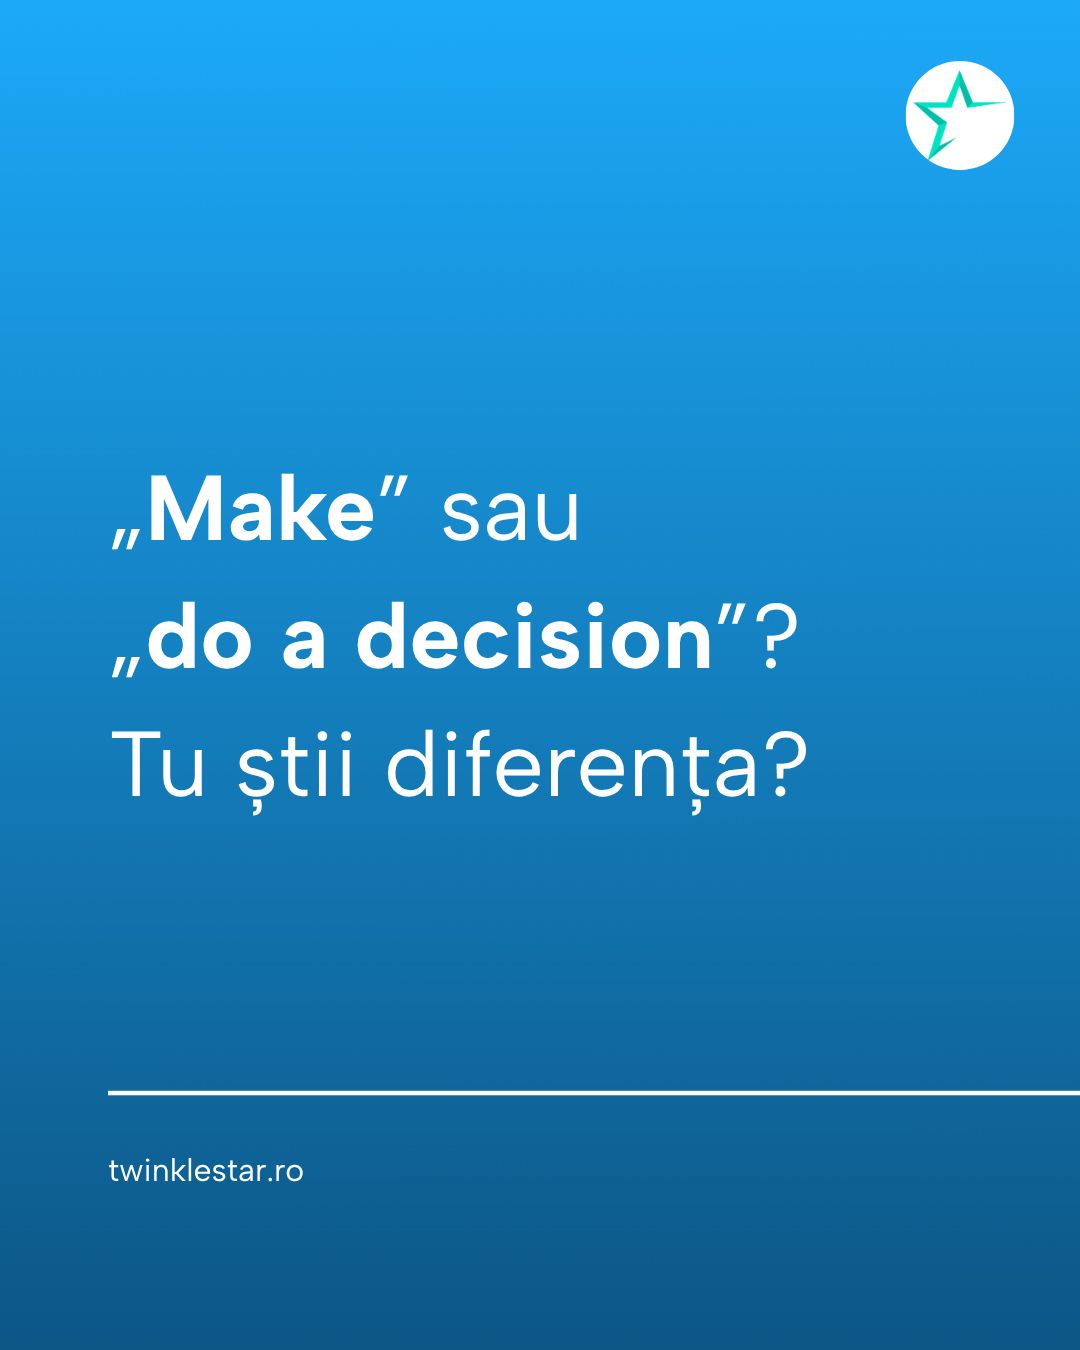 „Make” sau
„do a decision”?
Tu știi diferența?
twinklestar.ro